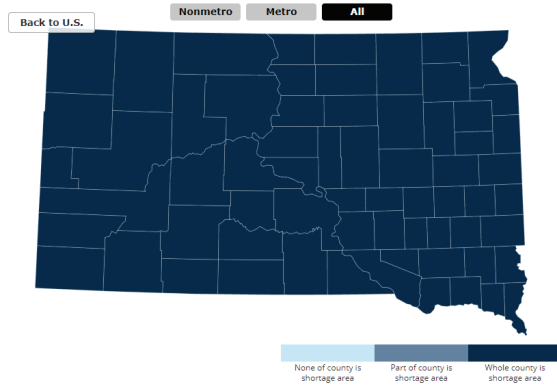 Back to U.S.
Nonmetro
Metro
All
None of county is
shortage area
Part of county is
shortage area
Whole county is
shortage area